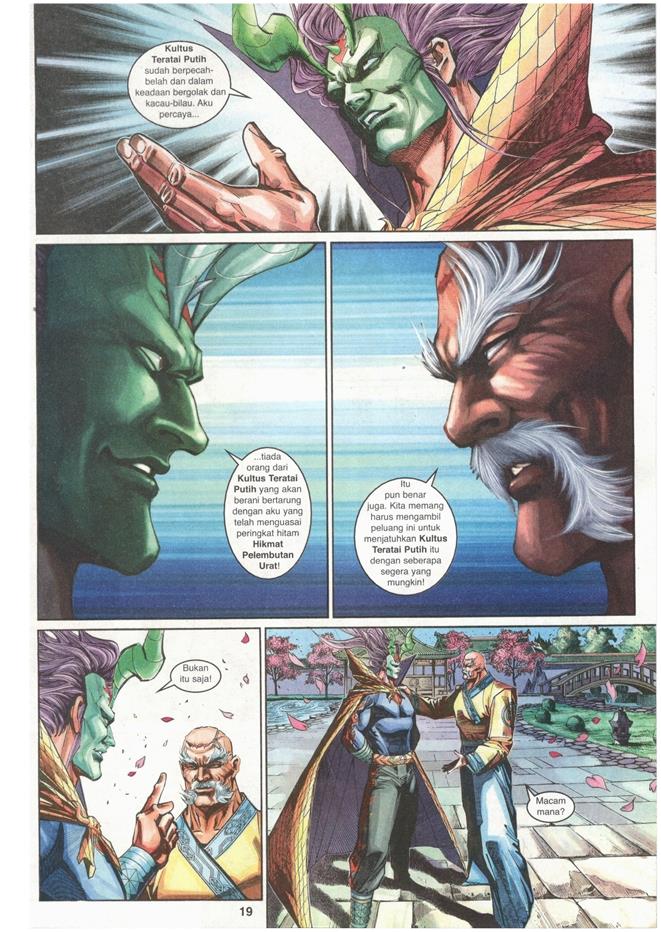 Kultus
Teratai Putih
sudah berpecah-
belah dan dalam
keadaan bergolak dan
kacau-bilau. Aku
percaya...
...tiada
orang dari
Kultus Teratai
Putih yang akan
berani bertarung
dengan aku yang
telah menguasai
peringkat hitam
Hikmat
Pelembutan
Urat!
Itu
pun benar
juga. Kita memang
harus mengambil
peluang ini untuk
menjatuhkan Kultus
Teratai Putih itu
dengan seberapa
segera yang
mungkin!
Bukan
itu saja!
Macam
mana?
19